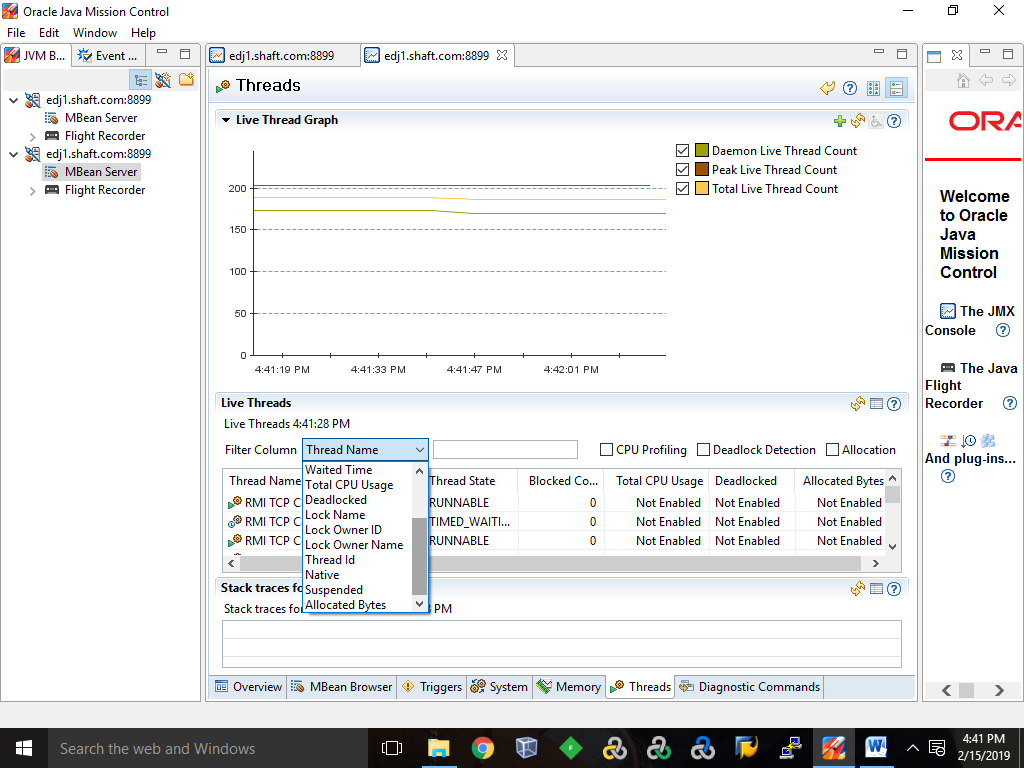 Oracle Java Mission Control
File Edit Window Help
JVM B...
Event ...
edj1.shaft.com:8899
MBean Server
Flight Recorder
edj1.shaft.com:8899
MBean Server
Flight Recorder
edj1.shaft.com:8899
edj1.shaft.com:8899
Threads
Live Thread Graph
200
150
100
50
0
4:41:19 PM 4:41:33 PM 4:41:47 PM 4:42:01 PM
Daemon Live Thread Count
Peak Live Thread Count
Total Live Thread Count
Live Threads
Live Threads 4:41:28 PM
Filter Column Thread Name CPU Profiling Deadlock Detection Allocation
Thread Name Thread State Blocked Co... Total CPU Usage Deadlocked Allocated Bytes
RMI TCP C RUNNABLE 0 Not Enabled Not Enabled Not Enabled
RMI TCP C TIMED_WAITI... 0 Not Enabled Not Enabled Not Enabled
RMI TCP C RUNNABLE 0 Not Enabled Not Enabled Not Enabled
Waited Time
Total CPU Usage
Deadlocked
Lock Name
Lock Owner ID
Lock Owner Name
Thread Id
Native
Suspended
Allocated Bytes
Stack traces fo
Stack traces for PM
Overview MBean Browser Triggers System Memory Threads Diagnostic Commands
ORA
Welcome
to Oracle
Java
Mission
Control
The JMX
Console
The Java
Flight
Recorder
And plug-ins...
Search the web and Windows
4:41 PM
2/15/2019